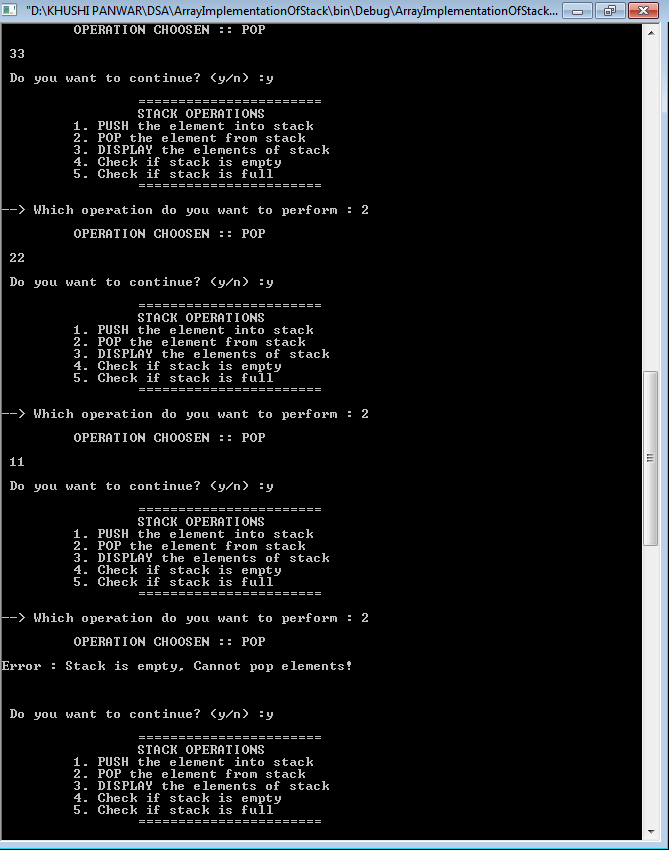 "D:\KHUSHI PANWAR\DSA\ArrayImplementationOfStack\bin\Debug\ArrayImplementationOfStack...
OPERATION CHOOSEN :: POP
33
Do you want to continue? (y/n) :y
=======================
STACK OPERATIONS
1. PUSH the element into stack
2. POP the element from stack
3. DISPLAY the elements of stack
4. Check if stack is empty
5. Check if stack is full
=======================
--> Which operation do you want to perform : 2
OPERATION CHOOSEN :: POP
22
Do you want to continue? (y/n) :y
=======================
STACK OPERATIONS
1. PUSH the element into stack
2. POP the element from stack
3. DISPLAY the elements of stack
4. Check if stack is empty
5. Check if stack is full
=======================
--> Which operation do you want to perform : 2
OPERATION CHOOSEN :: POP
11
Do you want to continue? (y/n) :y
=======================
STACK OPERATIONS
1. PUSH the element into stack
2. POP the element from stack
3. DISPLAY the elements of stack
4. Check if stack is empty
5. Check if stack is full
=======================
--> Which operation do you want to perform : 2
OPERATION CHOOSEN :: POP
Error : Stack is empty, Cannot pop elements!
Do you want to continue? (y/n) :y
=======================
STACK OPERATIONS
1. PUSH the element into stack
2. POP the element from stack
3. DISPLAY the elements of stack
4. Check if stack is empty
5. Check if stack is full
=======================